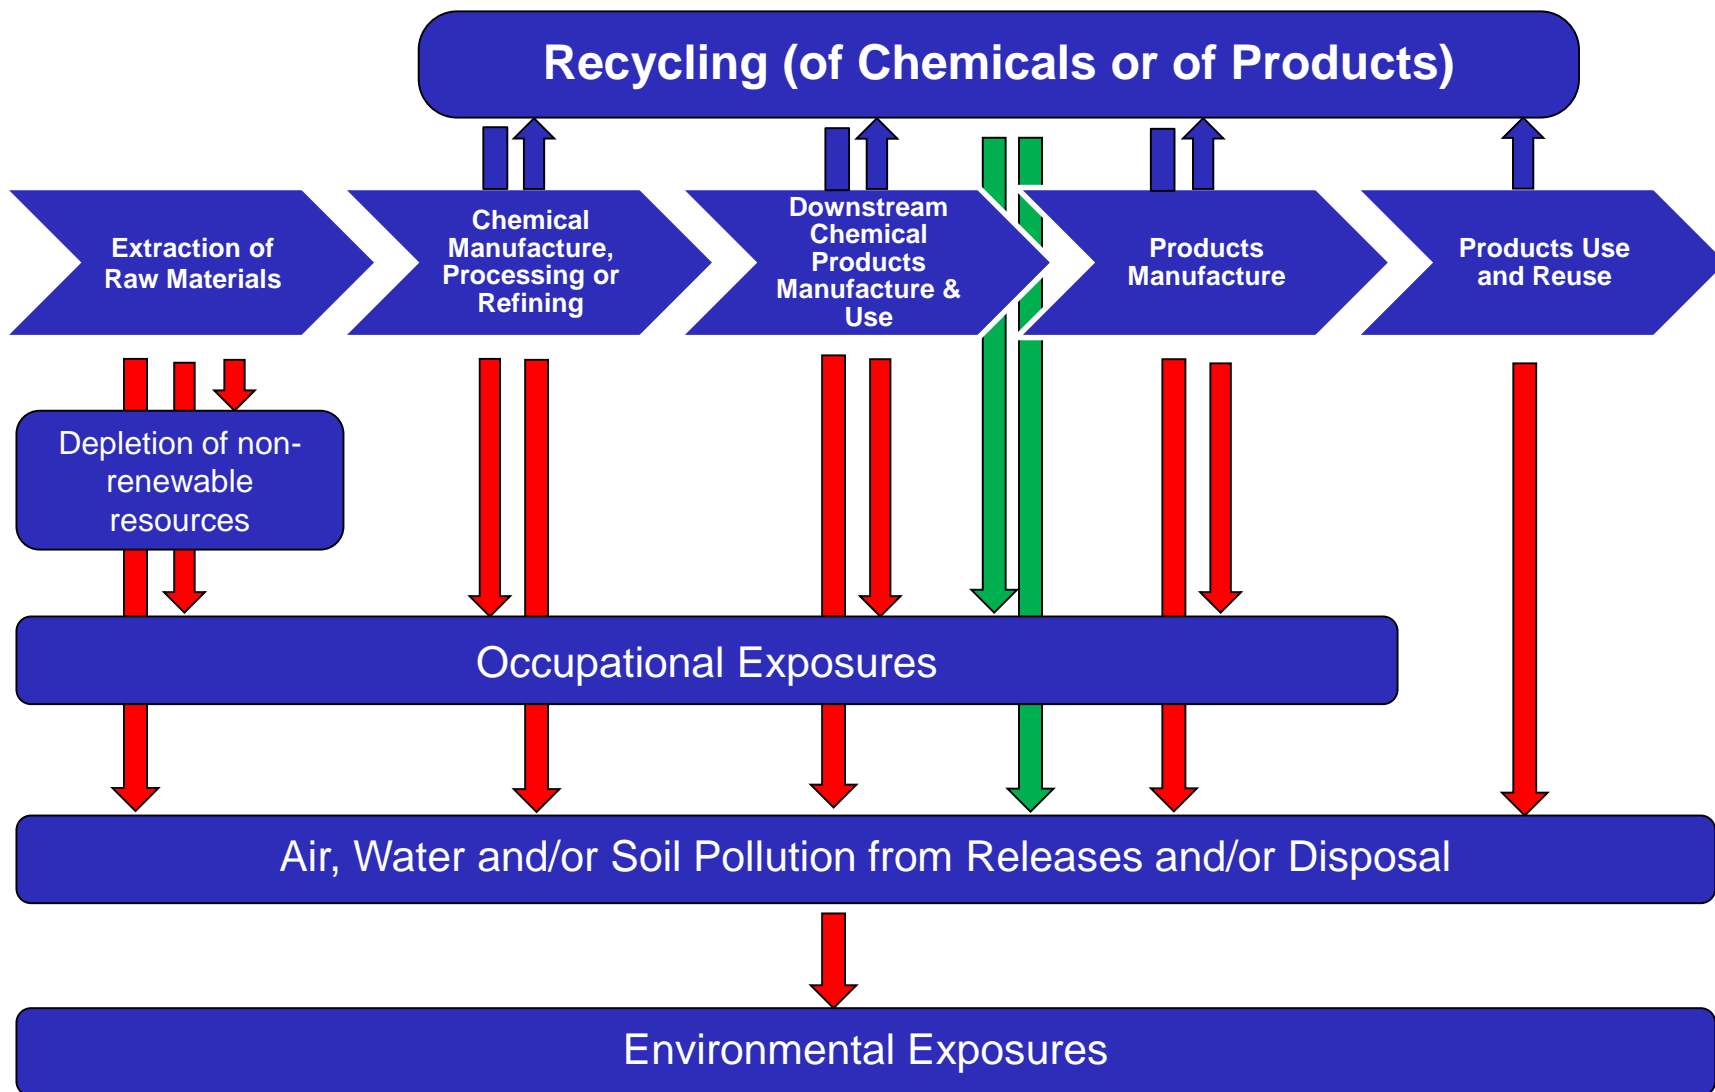 Recycling (of Chemicals or of Products)
Extraction of
Raw Materials
Chemical
Manufacture,
Processing or
Refining
Downstream
Chemical
Products
Manufacture &
Use
Products
Manufacture
Products Use
and Reuse
Depletion of non-
renewable
resources
Occupational Exposures
Air, Water and/or Soil Pollution from Releases and/or Disposal
Environmental Exposures